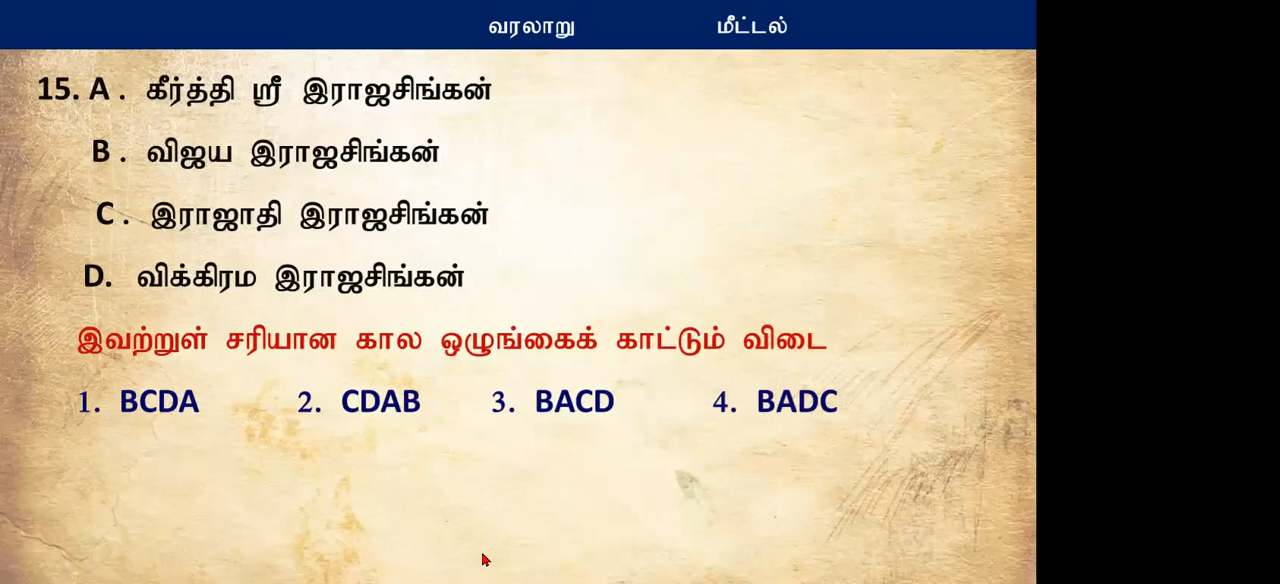 வரலாறு மீட்டல்
15. A . கீர்த்தி ஸ்ரீ இராஜசிங்கன்
B . விஜய இராஜசிங்கன்
C . இராஜாதி இராஜசிங்கன்
D. விக்கிரம இராஜசிங்கன்
இவற்றுள் சரியான கால ஒழுங்கைக் காட்டும் விடை
1. BCDA 2. CDAB 3. BACD 4. BADC